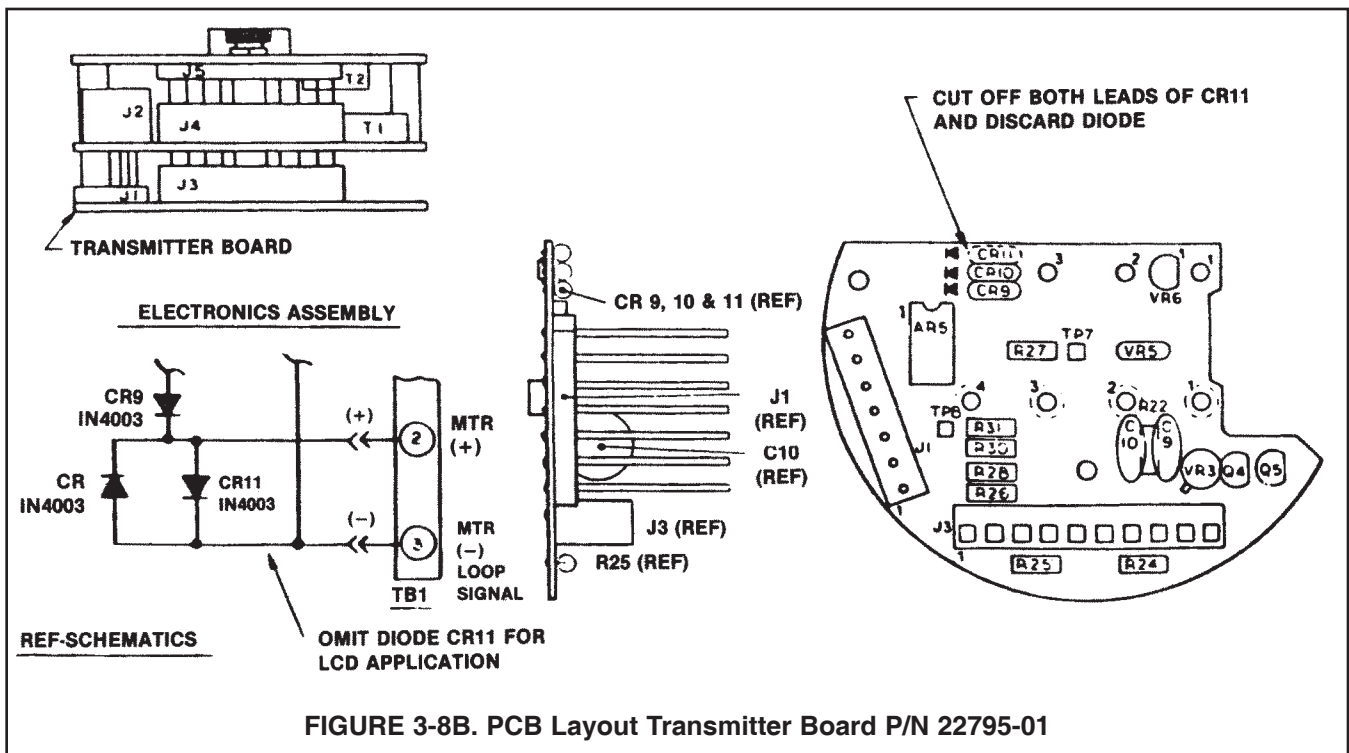 J5
T2
J2
J4
T1
J3
J1
TRANSMITTER BOARD
ELECTRONICS ASSEMBLY
CR9
IN4003
CR
IN4003
CR11
IN4003
(+)
2
MTR
(+)
(-)
3
MTR
(-)
LOOP
SIGNAL
TB1
REF-SCHEMATICS
OMIT DIODE CR11 FOR
LCD APPLICATION
CR 9, 10 & 11 (REF)
J1
(REF)
C10
(REF)
J3 (REF)
R25 (REF)
CUT OFF BOTH LEADS OF CR11
AND DISCARD DIODE
CR11
CR10
CR9
3
2
1
1
VR6
1
AR5
R27
TP7
VR5
4
3
2
1
R22
TP8
J1
1
R31
R30
R28
R26
C
10
C
9
VR3
Q4
Q5
J3
1
R25
R24
FIGURE 3-8B. PCB Layout Transmitter Board P/N 22795-01